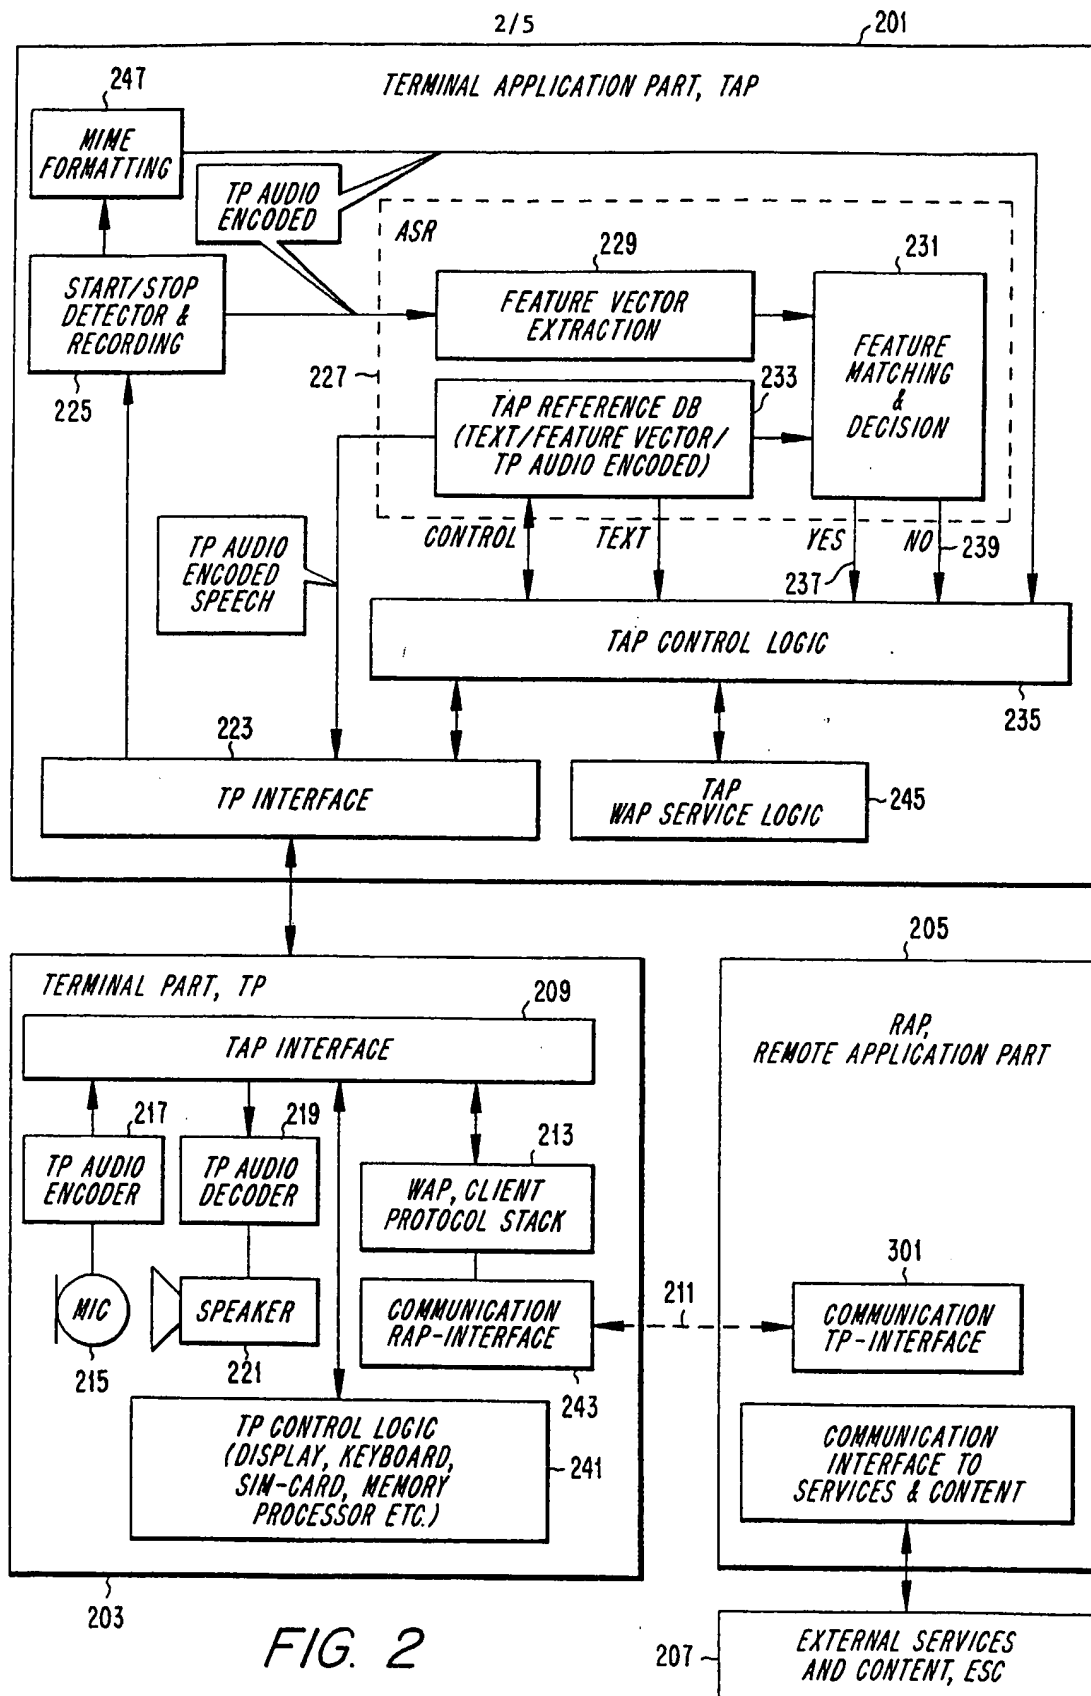 2/5
201
TERMINAL APPLICATION PART, TAP
247
MIME
FORMATTING
TP AUDIO
ENCODED
ASR
229
231
START/STOP
DETECTOR &
RECORDING
225
FEATURE VECTOR
EXTRACTION
FEATURE
MATCHING
&
DECISION
227
233
TAP REFERENCE DB
(TEXT/FEATURE VECTOR/
TP AUDIO ENCODED)
CONTROL
TEXT
YES
NO
239
237
TP AUDIO
ENCODED
SPEECH
TAP CONTROL LOGIC
235
223
TP INTERFACE
TAP
WAP SERVICE LOGIC
245
205
TERMINAL PART, TP
209
TAP INTERFACE
RAP,
REMOTE APPLICATION PART
217
219
213
TP AUDIO
ENCODER
TP AUDIO
DECODER
WAP, CLIENT
PROTOCOL STACK
MIC
215
SPEAKER
221
COMMUNICATION
RAP-INTERFACE
243
211
301
COMMUNICATION
TP-INTERFACE
TP CONTROL LOGIC
(DISPLAY, KEYBOARD,
SIM-CARD, MEMORY
PROCESSOR ETC.)
241
COMMUNICATION
INTERFACE TO
SERVICES & CONTENT
203
FIG. 2
207
EXTERNAL SERVICES
AND CONTENT, ESC